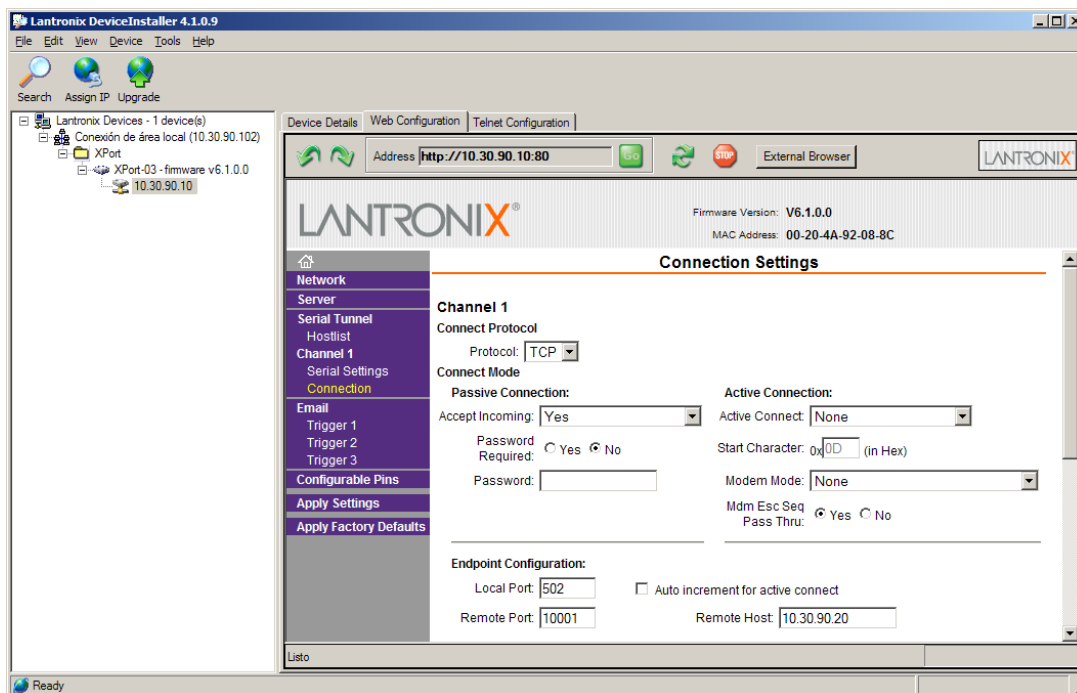 Lantronix DeviceInstaller 4.1.0.9
File Edit View Device Tools Help
Search Assign IP Upgrade
Lantronix Devices - 1 device(s)
Conexión de área local (10.30.90.102)
XPort
XPort-03 - firmware v6.1.0.0
10.30.90.10
Device Details Web Configuration Telnet Configuration
Address http://10.30.90.10:80 Go STOP External Browser LANTRONIX
LANTRONIX®
Firmware Version: V6.1.0.0
MAC Address: 00-20-4A-92-08-8C
Network
Server
Serial Tunnel
Hostlist
Channel 1
Serial Settings
Connection
Email
Trigger 1
Trigger 2
Trigger 3
Configurable Pins
Apply Settings
Apply Factory Defaults
Connection Settings
Channel 1
Connect Protocol
Protocol: TCP
Connect Mode
Passive Connection: Active Connection:
Accept Incoming: Yes Active Connect: None
Password Required: Yes No Start Character: 0x 0D (in Hex)
Password: Modem Mode: None
Mdm Esc Seq Pass Thru: Yes No
Endpoint Configuration:
Local Port: 502 Auto increment for active connect
Remote Port: 10001 Remote Host: 10.30.90.20
Listo
Ready